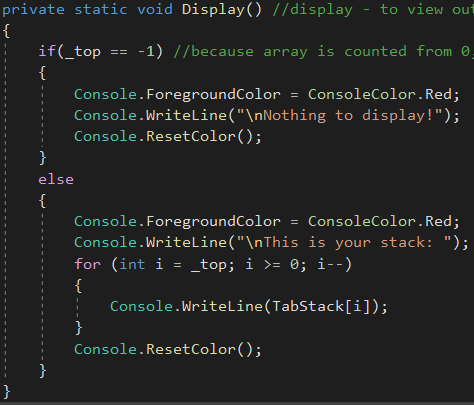 private static void Display() //display - to view out
{
if(_top == -1) //because array is counted from 0,
{
Console.ForegroundColor = ConsoleColor.Red;
Console.WriteLine("\nNothing to display!");
Console.ResetColor();
}
else
{
Console.ForegroundColor = ConsoleColor.Red;
Console.WriteLine("\nThis is your stack: ");
for (int i = _top; i >= 0; i--)
{
Console.WriteLine(TabStack[i]);
}
Console.ResetColor();
}
}